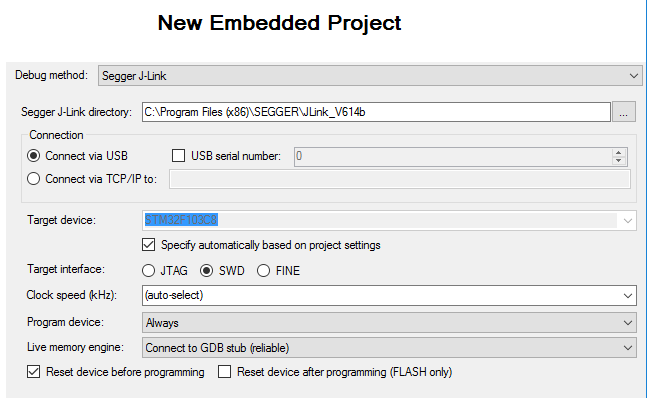 New Embedded Project
Debug method: Segger J-Link
Segger J-Link directory: C:\Program Files (x86)\SEGGER\JLink_V614b ...
Connection
Connect via USB USB serial number: 0
Connect via TCP/IP to:
Target device: STM32F103C8
Specify automatically based on project settings
Target interface: JTAG SWD FINE
Clock speed (kHz): (auto-select)
Program device: Always
Live memory engine: Connect to GDB stub (reliable)
Reset device before programming Reset device after programming (FLASH only)